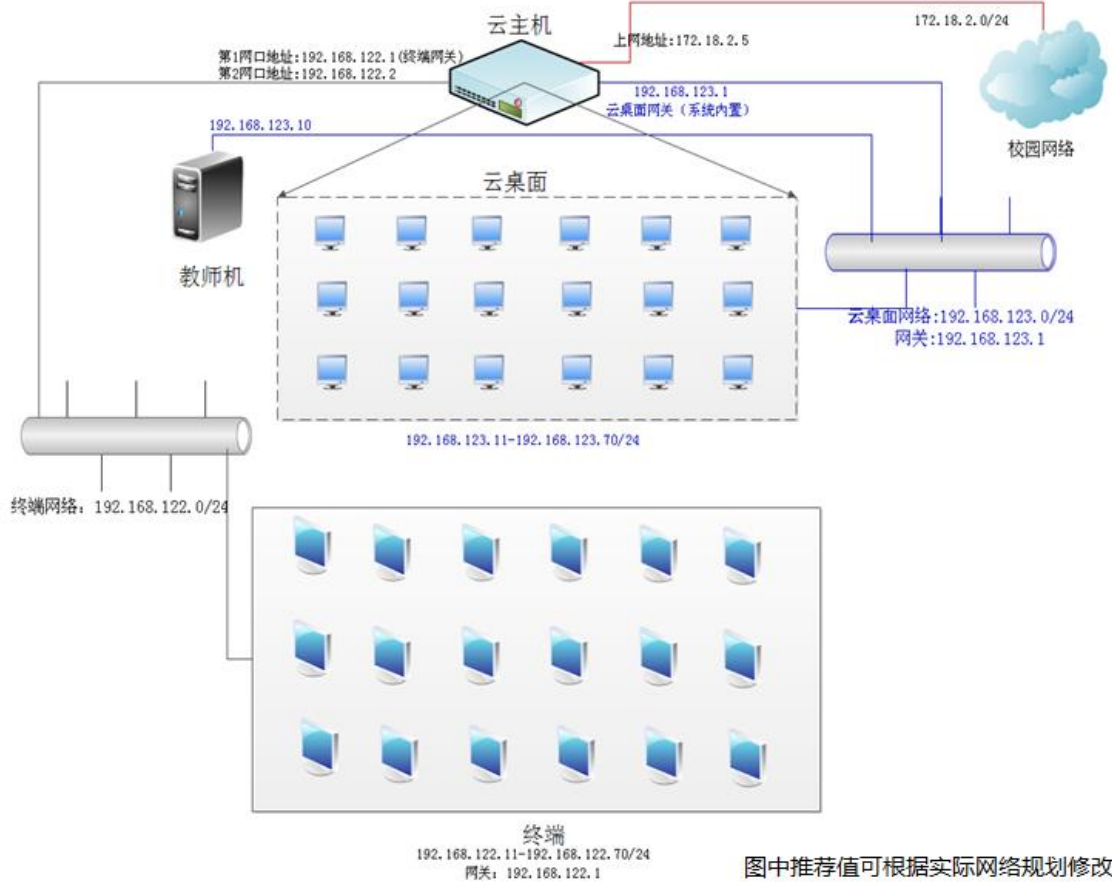 云主机
172.18.2.0/24
上网地址:172.18.2.5
第1网口地址:192.168.122.1(终端网关)
第2网口地址:192.168.122.2
192.168.123.1
云桌面网关（系统内置）
192.168.123.10
校园网络
云桌面
教师机
云桌面网络:192.168.123.0/24
网关:192.168.123.1
192.168.123.11-192.168.123.70/24
终端网络：192.168.122.0/24
终端
192.168.122.11-192.168.122.70/24
网关：192.168.122.1
图中推荐值可根据实际网络规划修改